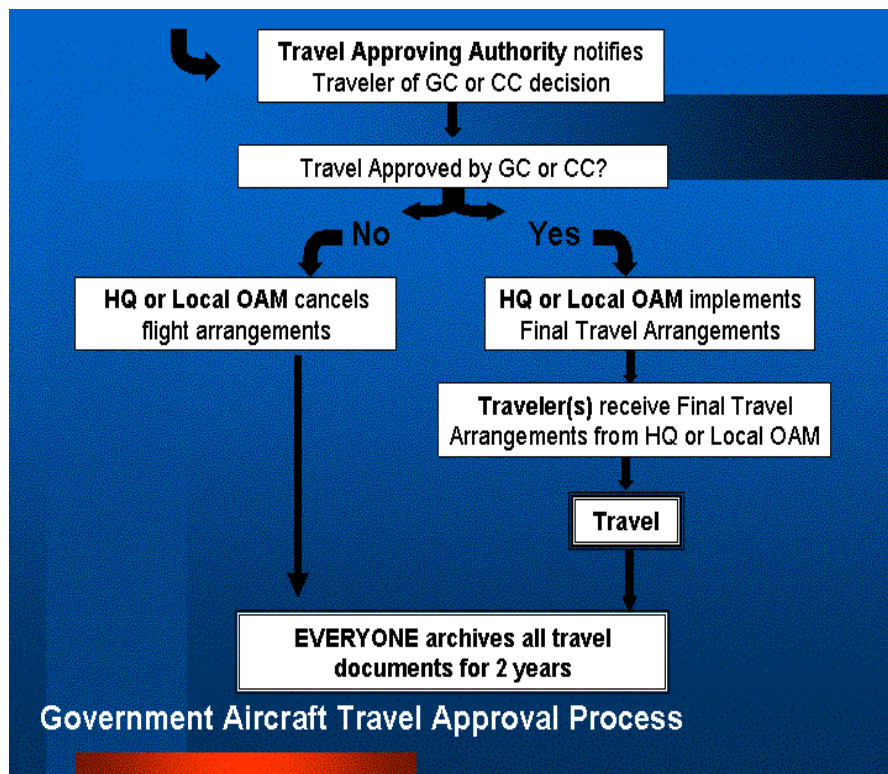 Travel Approving Authority notifies
Traveler of GC or CC decision
Travel Approved by GC or CC?
No
Yes
HQ or Local OAM cancels
flight arrangements
HQ or Local OAM implements
Final Travel Arrangements
Traveler(s) receive Final Travel
Arrangements from HQ or Local OAM
Travel
EVERYONE archives all travel
documents for 2 years
Government Aircraft Travel Approval Process